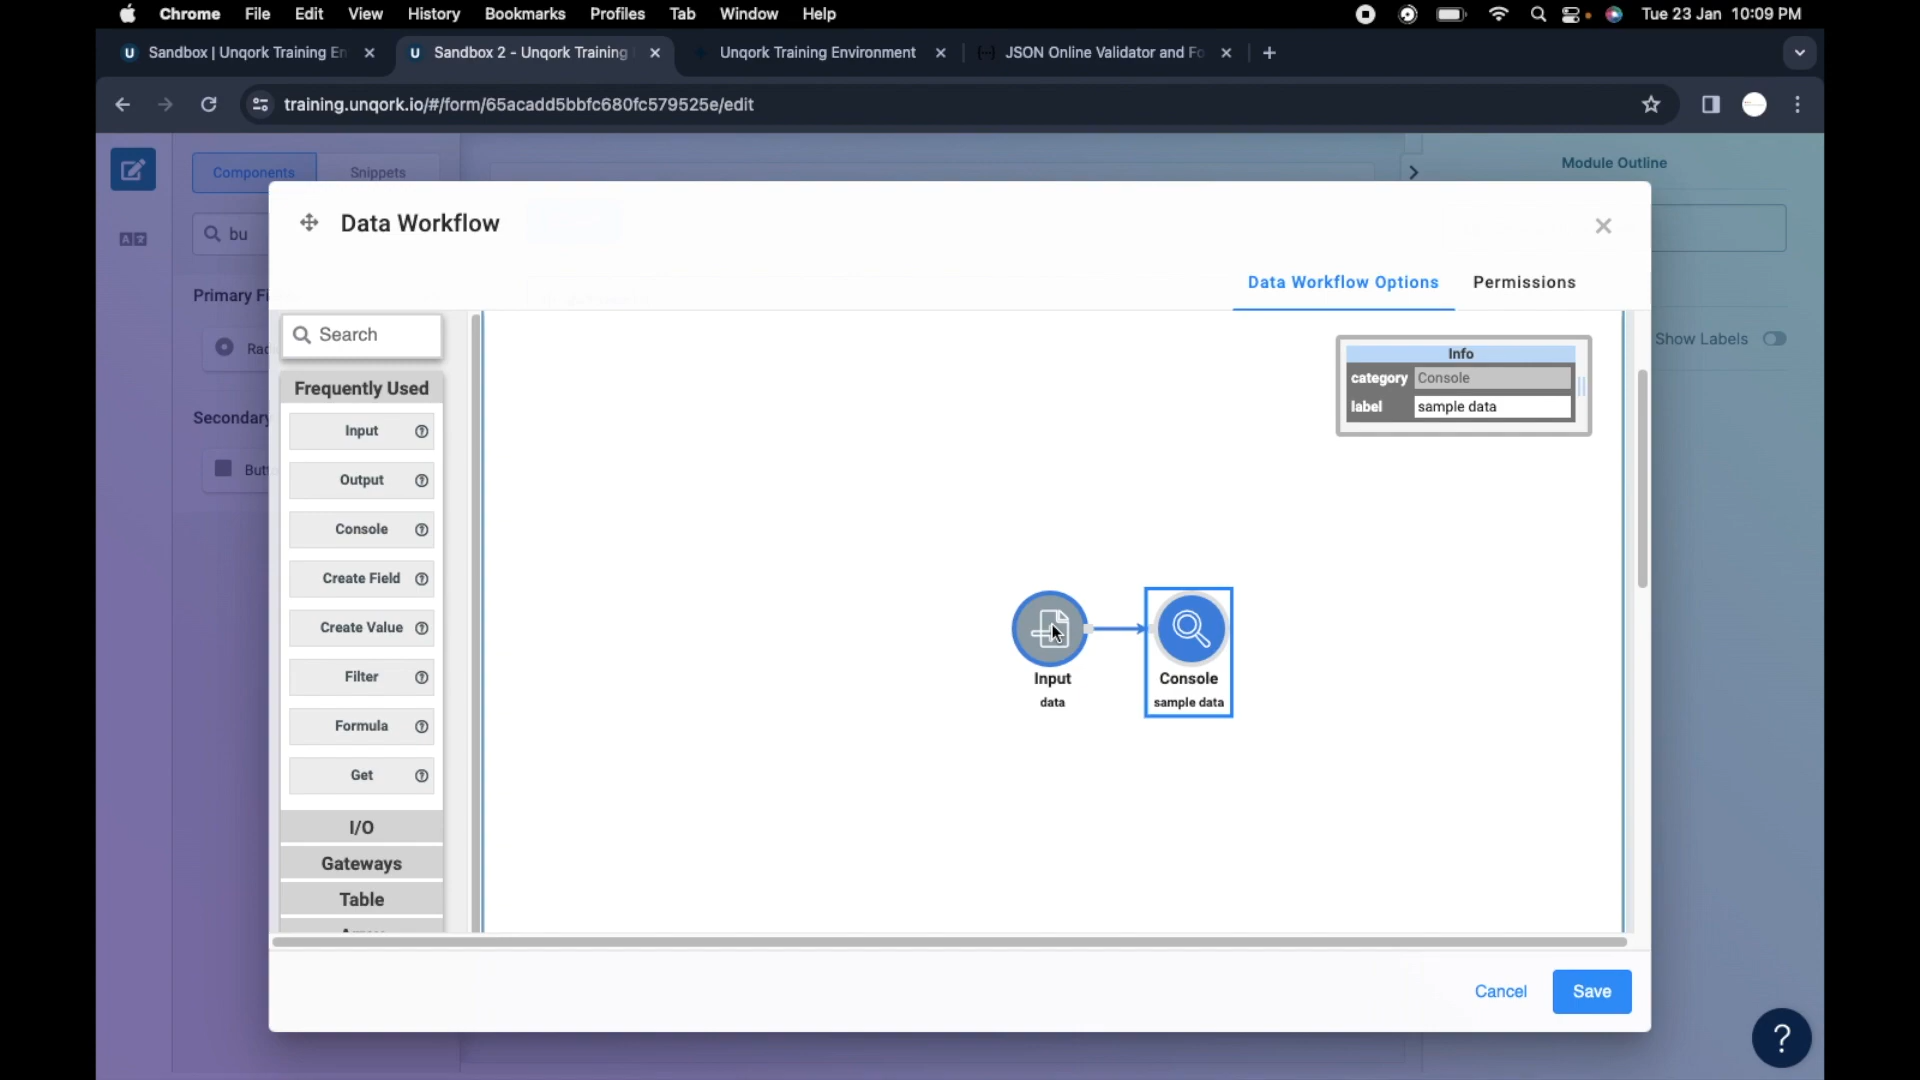 Chrome File Edit View History Bookmarks Profiles Tab Window Help Tue 23 Jan 10:09 PM
Sandbox | Unqork Training En
Sandbox 2 - Unqork Training
Unqork Training Environment
JSON Online Validator and Fo
training.unqork.io/#/form/65acadd5bbfc680fc579525e/edit
Components Snippets
Module Outline
bu
Data Workflow
Data Workflow Options Permissions
Primary Fi
Rad
Secondary
Butt
Show Labels
Search
Frequently Used
Input
Output
Console
Create Field
Create Value
Filter
Formula
Get
I/O
Gateways
Table
Info
category Console
label sample data
Input
data
Console
sample data
Cancel Save
?